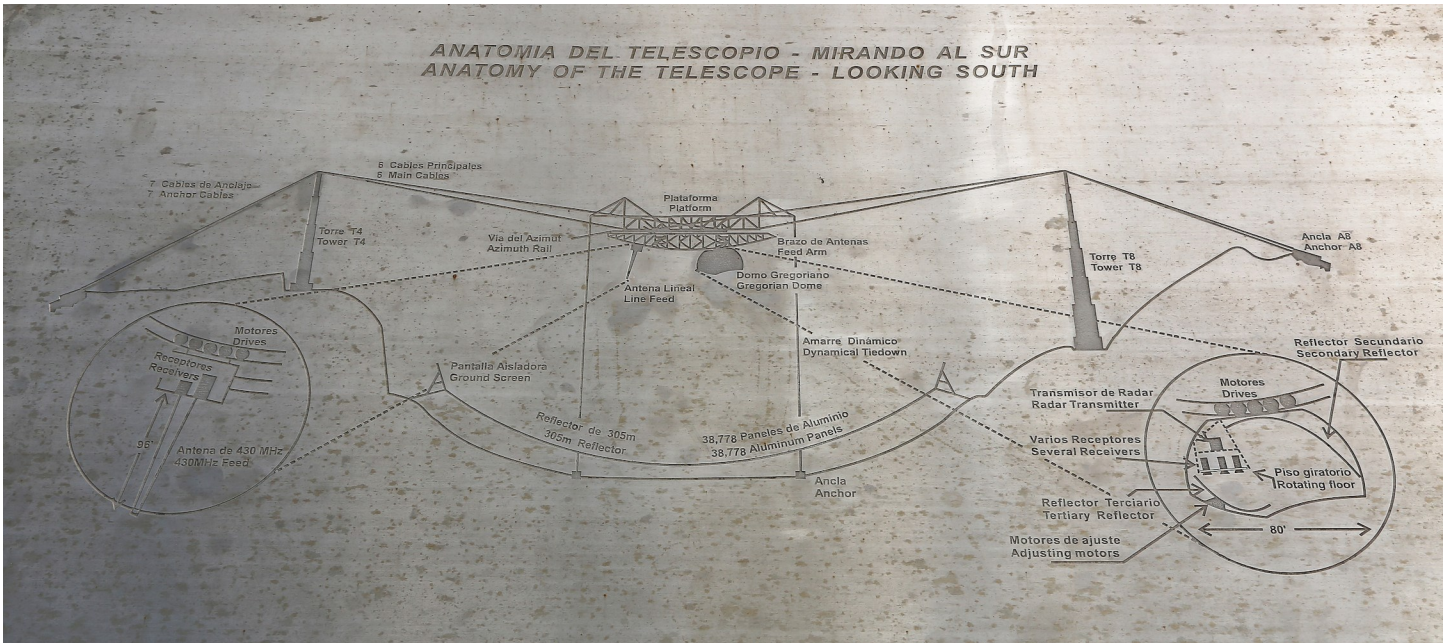 ANATOMIA DEL TELESCOPIO - MIRANDO AL SUR
ANATOMY OF THE TELESCOPE - LOOKING SOUTH
7 Cables de Anclaje
7 Anchor Cables
5 Cables Principales
5 Main Cables
Torre T4
Tower T4
Plataforma
Platform
Via del Azimut
Azimuth Rail
Brazo de Antenas
Feed Arm
Domo Gregoriano
Gregorian Dome
Antena Lineal
Line Feed
Torre T8
Tower T8
Ancla A8
Anchor A8
Motores
Drives
Receptores
Receivers
96'
Antena de 430 MHz
430MHz Feed
Pantalla Aisladora
Ground Screen
Amarre Dinámico
Dynamical Tiedown
Reflector de 305m
305m Reflector
38,778 Paneles de Aluminio
38,778 Aluminum Panels
Ancla
Anchor
Reflector Secundario
Secondary Reflector
Motores
Drives
Transmisor de Radar
Radar Transmitter
Varios Receptores
Several Receivers
Piso giratorio
Rotating floor
Reflector Terciario
Tertiary Reflector
80'
Motores de ajuste
Adjusting motors